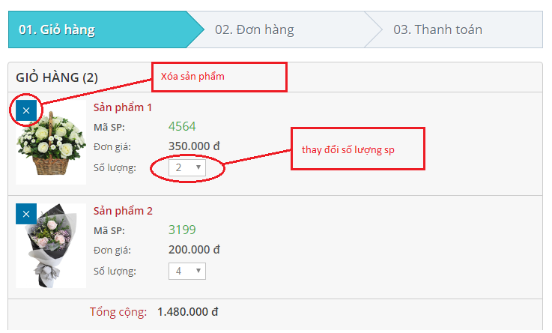 01. Giỏ hàng
02. Đơn hàng
03. Thanh toán
GIỎ HÀNG (2)
Xóa sản phẩm
×
Sản phẩm 1
Mã SP: 4564
Đơn giá: 350.000 đ
Số lượng: 2
thay đổi số lượng sp
×
Sản phẩm 2
Mã SP: 3199
Đơn giá: 200.000 đ
Số lượng: 4
Tổng cộng: 1.480.000 đ